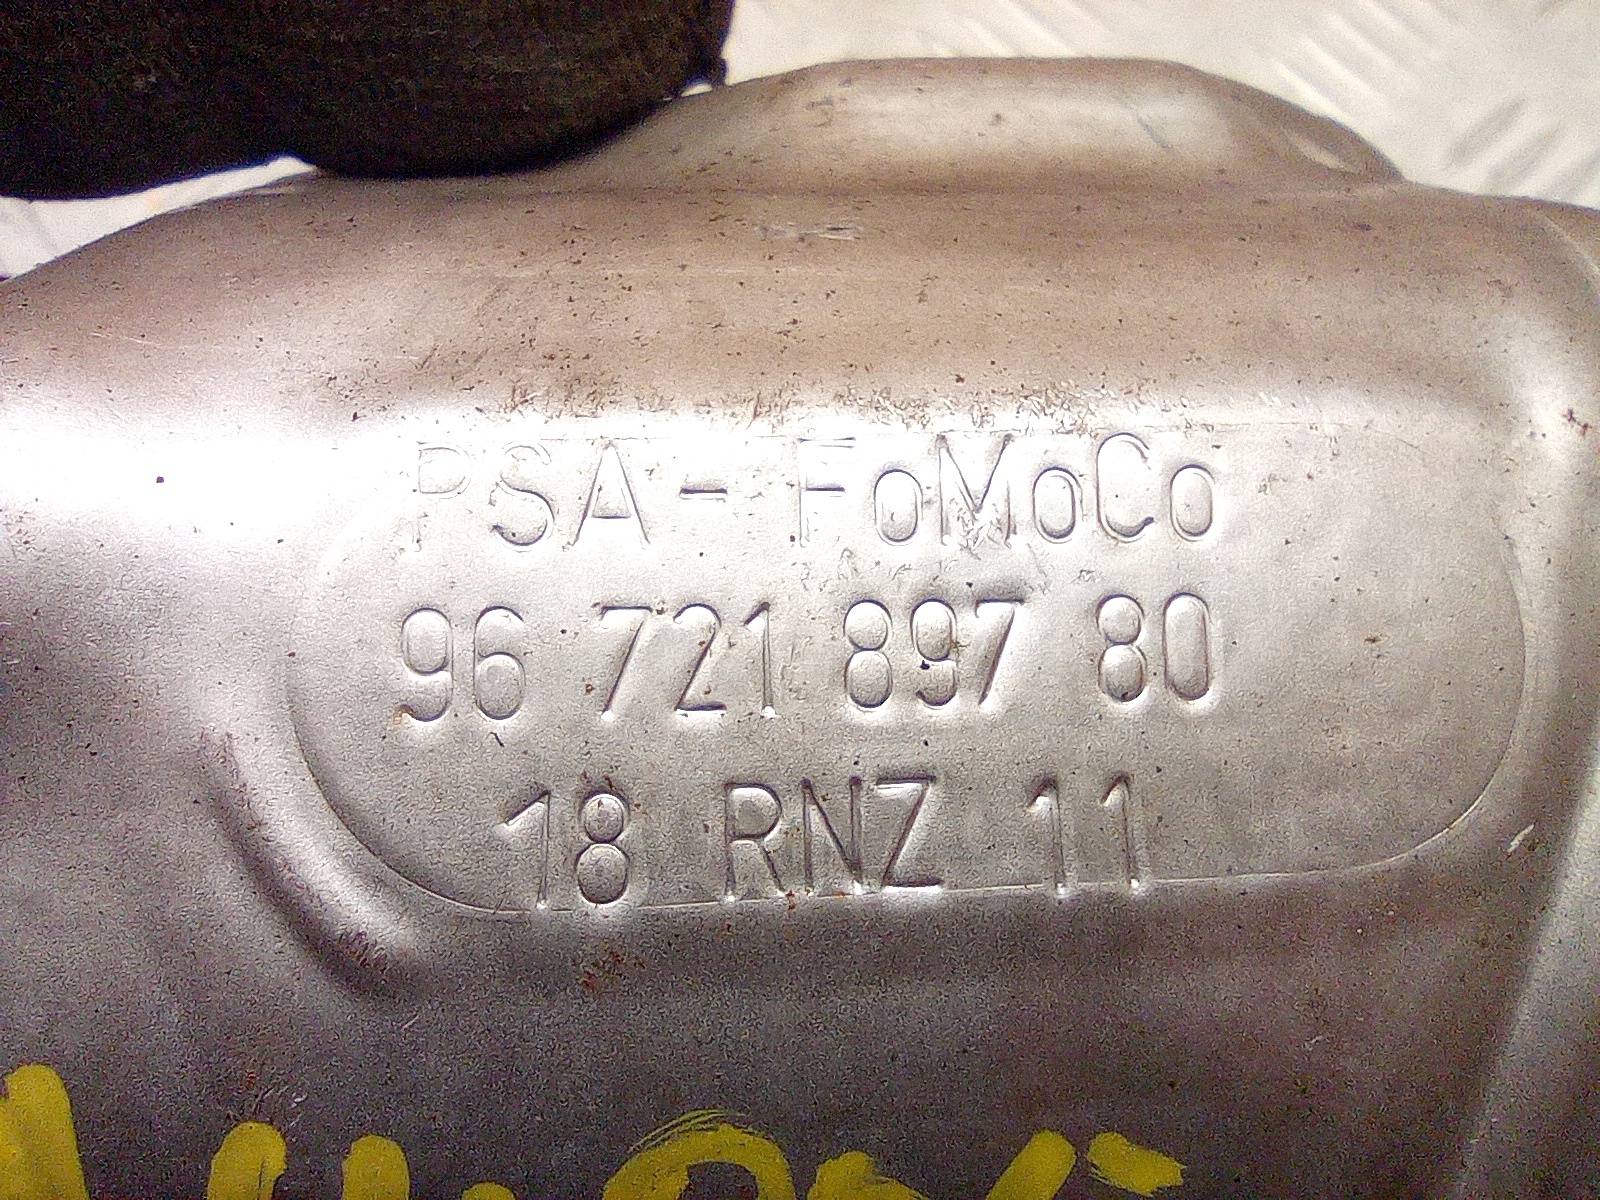 PSA - FoMoCo
96 721 897 80
18 RNZ 11